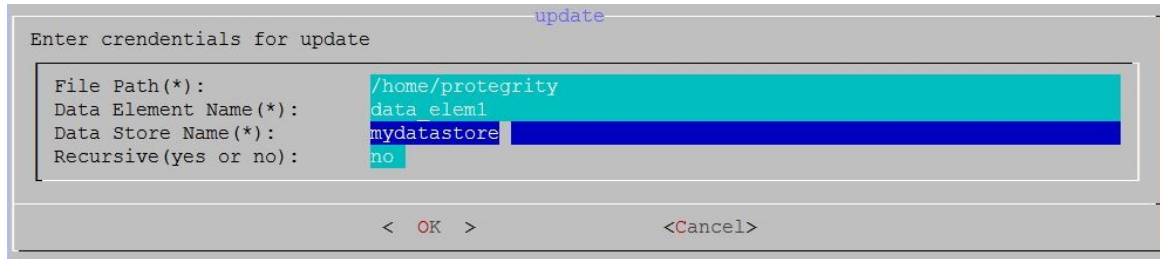 update
Enter crendentials for update
File Path(*): /home/protegrity
Data Element Name(*): data_elem1
Data Store Name(*): mydatastore
Recursive(yes or no): no
< OK > <Cancel>